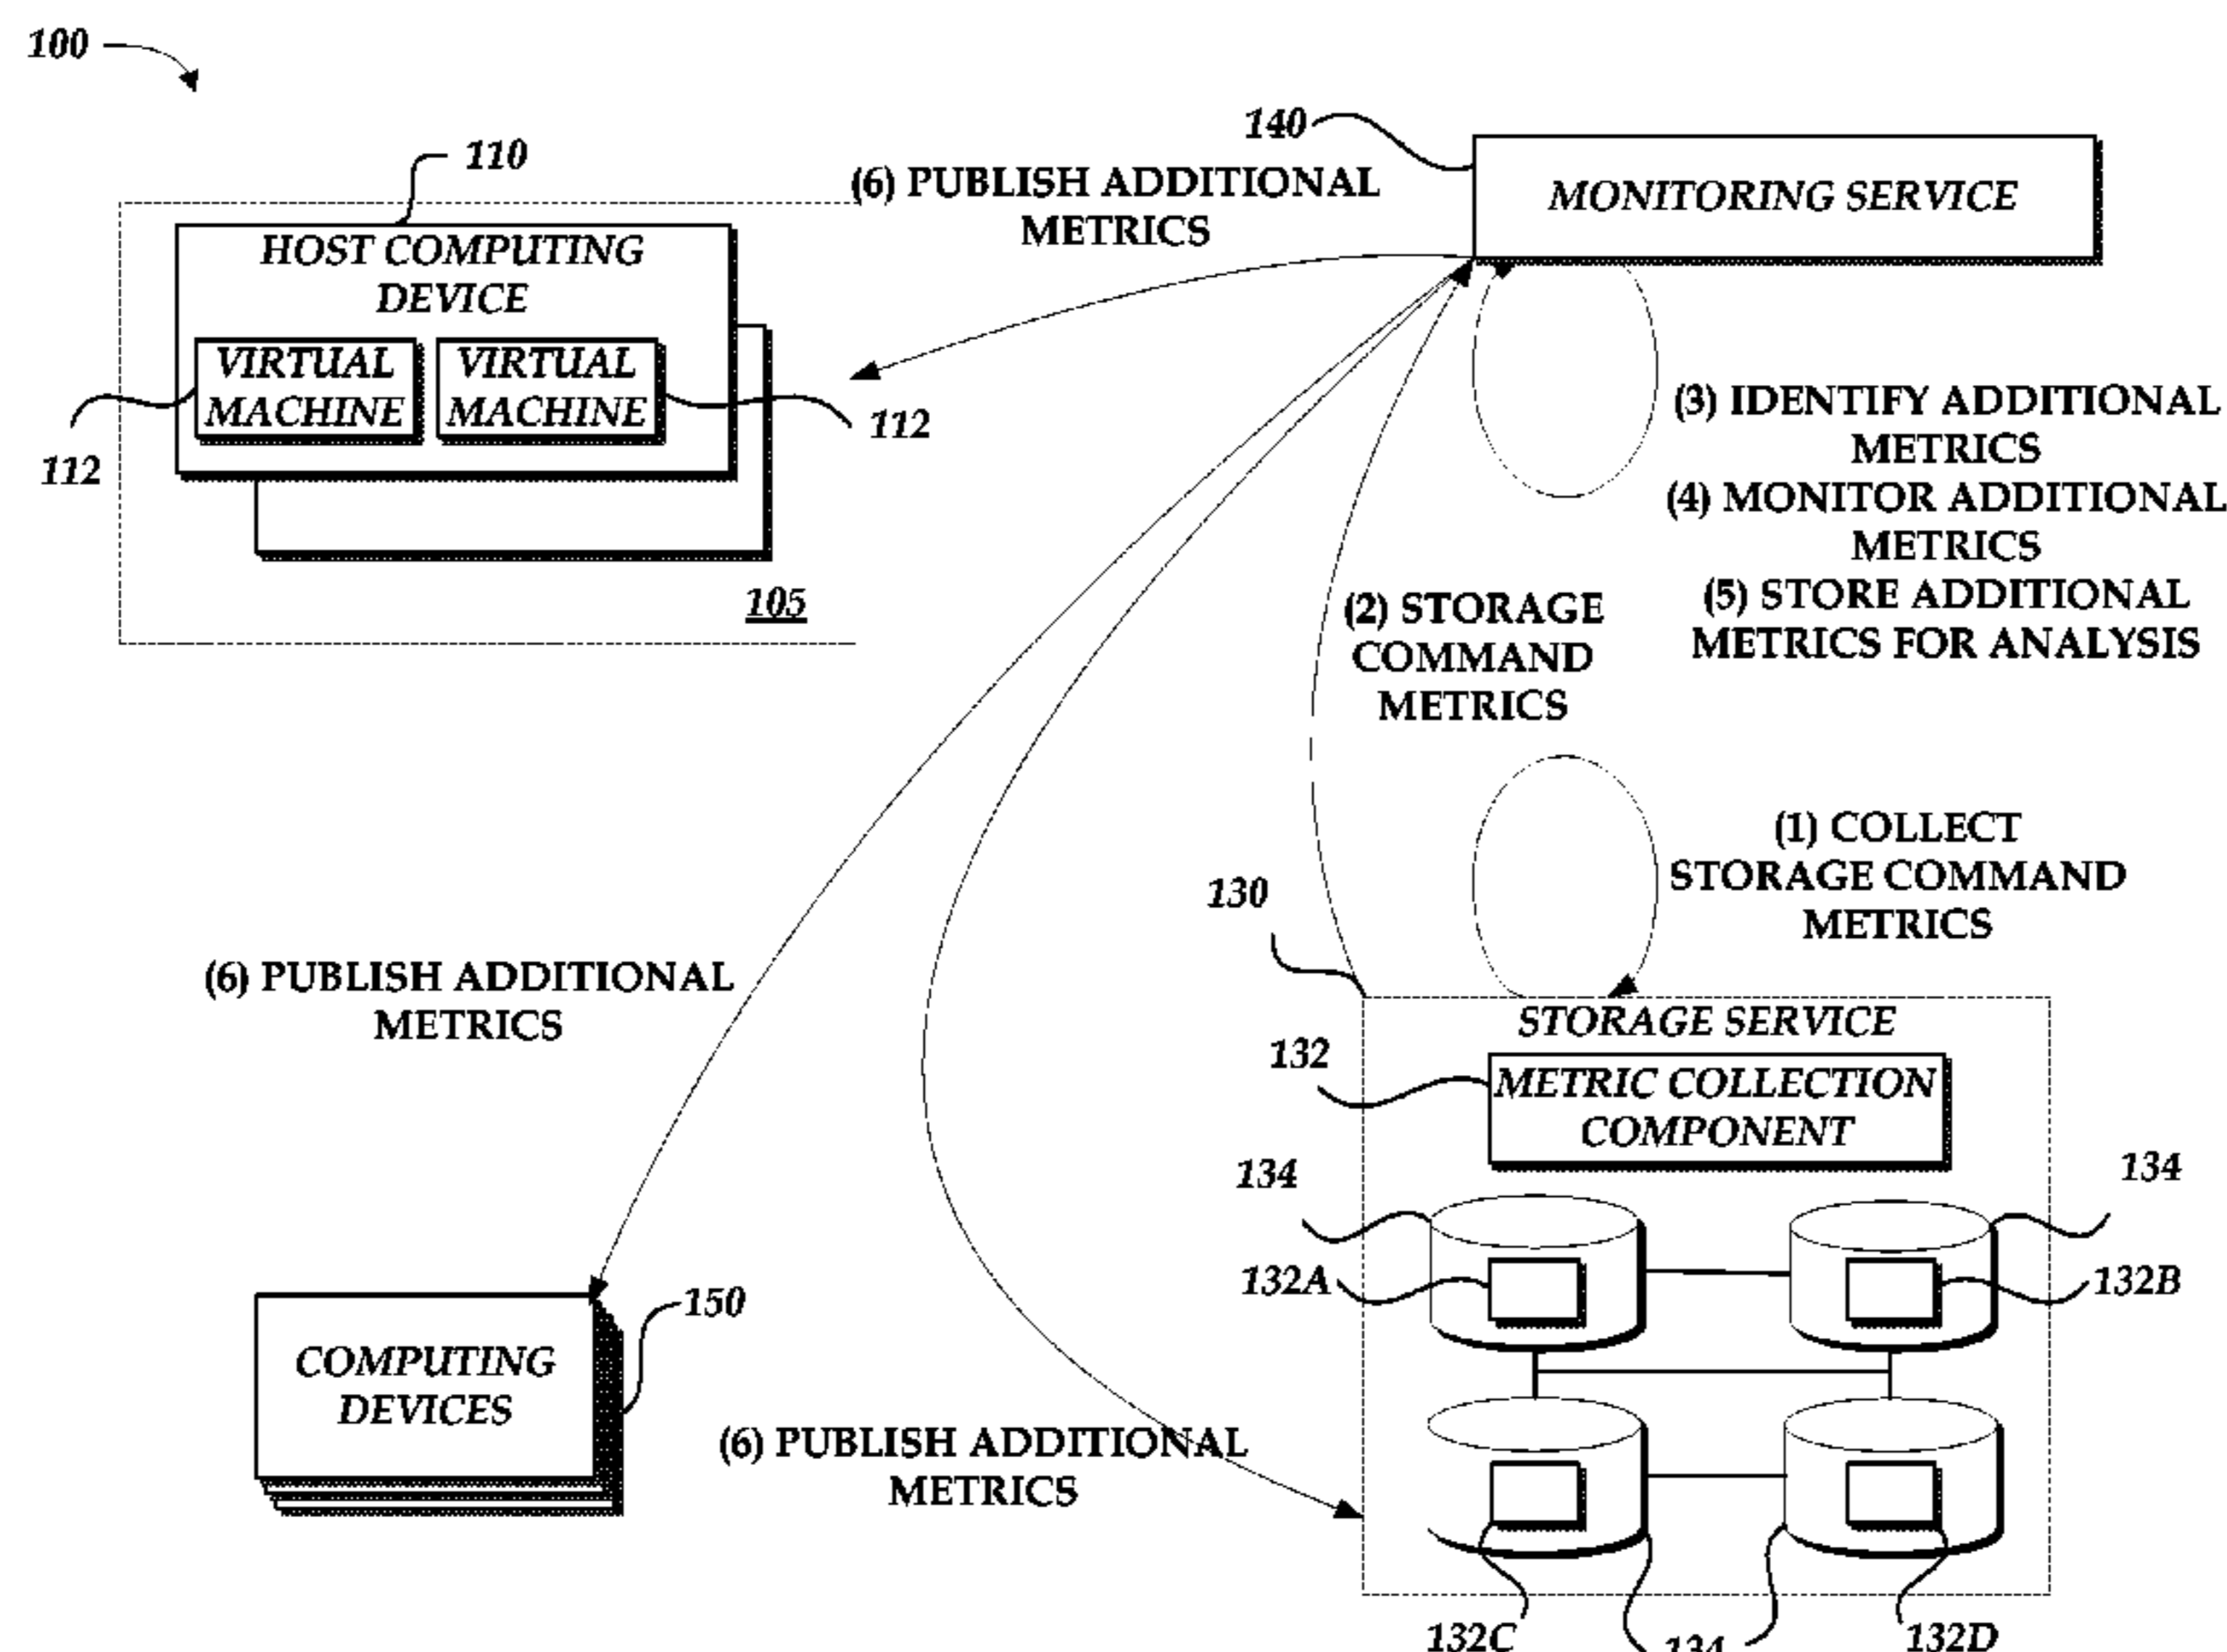 100
110
140
(6) PUBLISH ADDITIONAL
METRICS
MONITORING SERVICE
HOST COMPUTING
DEVICE
VIRTUAL
MACHINE
VIRTUAL
MACHINE
112
112
105
(3) IDENTIFY ADDITIONAL
METRICS
(4) MONITOR ADDITIONAL
METRICS
(5) STORE ADDITIONAL
METRICS FOR ANALYSIS
(2) STORAGE
COMMAND
METRICS
(1) COLLECT
STORAGE COMMAND
METRICS
130
(6) PUBLISH ADDITIONAL
METRICS
STORAGE SERVICE
132
METRIC COLLECTION
COMPONENT
134
134
132A
132B
150
COMPUTING
DEVICES
(6) PUBLISH ADDITIONAL
METRICS
132C
134
132D